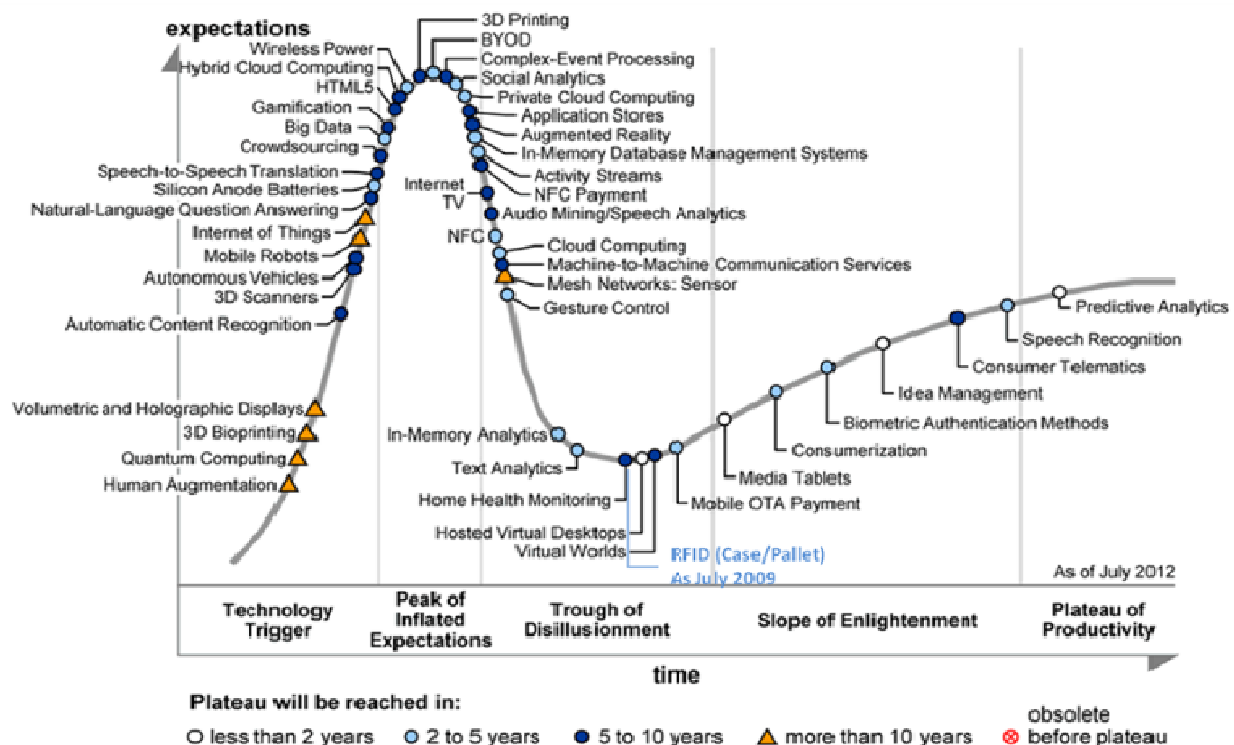 expectations
3D Printing
BYOD
Complex-Event Processing
Social Analytics
Private Cloud Computing
Application Stores
Augmented Reality
In-Memory Database Management Systems
Activity Streams
NFC Payment
Audio Mining/Speech Analytics
Cloud Computing
Machine-to-Machine Communication Services
Mesh Networks: Sensor
Gesture Control
Wireless Power
Hybrid Cloud Computing
HTML5
Gamification
Big Data
Crowdsourcing
Speech-to-Speech Translation
Silicon Anode Batteries
Natural-Language Question Answering
Internet of Things
Mobile Robots
Autonomous Vehicles
3D Scanners
Automatic Content Recognition
Volumetric and Holographic Displays
3D Bioprinting
Quantum Computing
Human Augmentation
Internet
TV
NFC
In-Memory Analytics
Text Analytics
Home Health Monitoring
Hosted Virtual Desktops
Virtual Worlds
RFID (Case/Pallet)
As July 2009
Mobile OTA Payment
Media Tablets
Consumerization
Biometric Authentication Methods
Idea Management
Consumer Telematics
Speech Recognition
Predictive Analytics
As of July 2012
Technology
Trigger
Peak of
Inflated
Expectations
Trough of
Disillusionment
Slope of Enlightenment
Plateau of
Productivity
time
Plateau will be reached in:
less than 2 years
2 to 5 years
5 to 10 years
more than 10 years
obsolete
before plateau